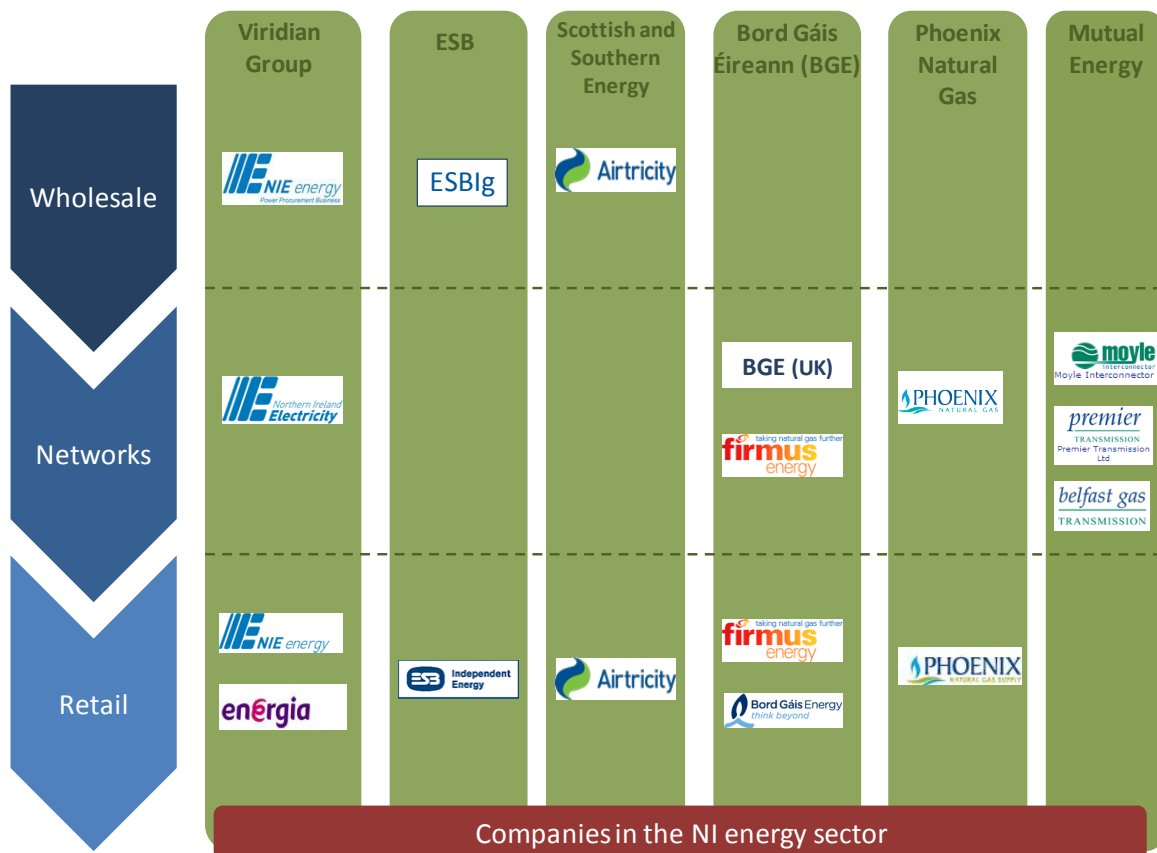 Viridian
Group
ESB
Scottish and
Southern
Energy
Bord Gáis
Éireann (BGE)
Phoenix
Natural
Gas
Mutual
Energy
Wholesale
NIE energy
Power Procurement Business
ESBIg
Airtricity
Networks
Northern Ireland
Electricity
BGE (UK)
taking natural gas further
firmus
energy
PHOENIX
NATURAL GAS
moyle
interconnector
Moyle Interconnector
premier
TRANSMISSION
Premier Transmission
Ltd
belfast gas
TRANSMISSION
Retail
NIE energy
energia
ESB Independent
Energy
Airtricity
taking natural gas further
firmus
energy
Bord Gáis Energy
think beyond
PHOENIX
NATURAL GAS SUPPLY
Companies in the NI energy sector